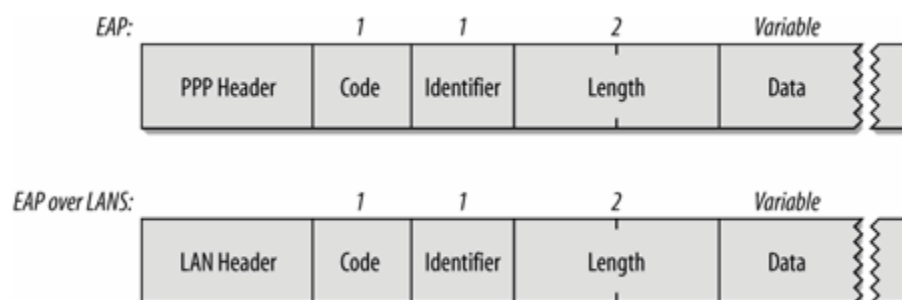 EAP: 1 1 2 Variable
PPP Header Code Identifier Length Data
EAP over LANS: 1 1 2 Variable
LAN Header Code Identifier Length Data